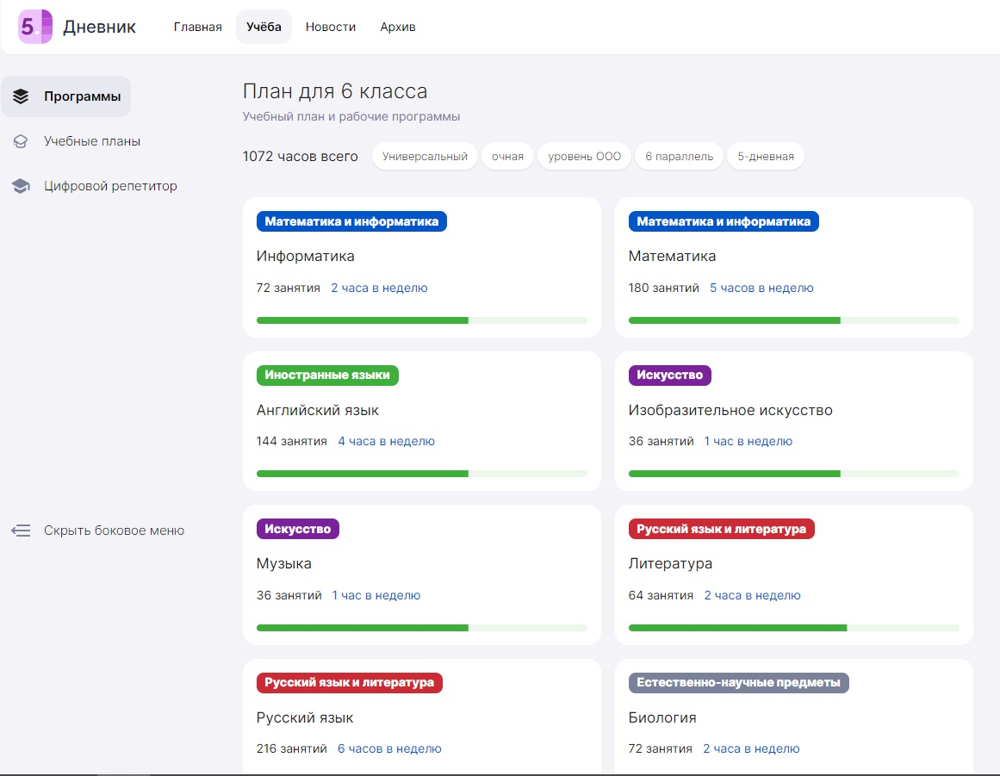 5. Дневник Главная Учёба Новости Архив
Программы
Учебные планы
Цифровой репетитор
Скрыть боковое меню
План для 6 класса
Учебный план и рабочие программы
1072 часов всего Универсальный очная уровень ООО 6 параллель 5-дневная
Математика и информатика
Информатика
72 занятия 2 часа в неделю
Математика и информатика
Математика
180 занятий 5 часов в неделю
Иностранные языки
Английский язык
144 занятия 4 часа в неделю
Искусство
Изобразительное искусство
36 занятий 1 час в неделю
Искусство
Музыка
36 занятий 1 час в неделю
Русский язык и литература
Литература
64 занятия 2 часа в неделю
Русский язык и литература
Русский язык
216 занятий 6 часов в неделю
Естественно-научные предметы
Биология
72 занятия 2 часа в неделю